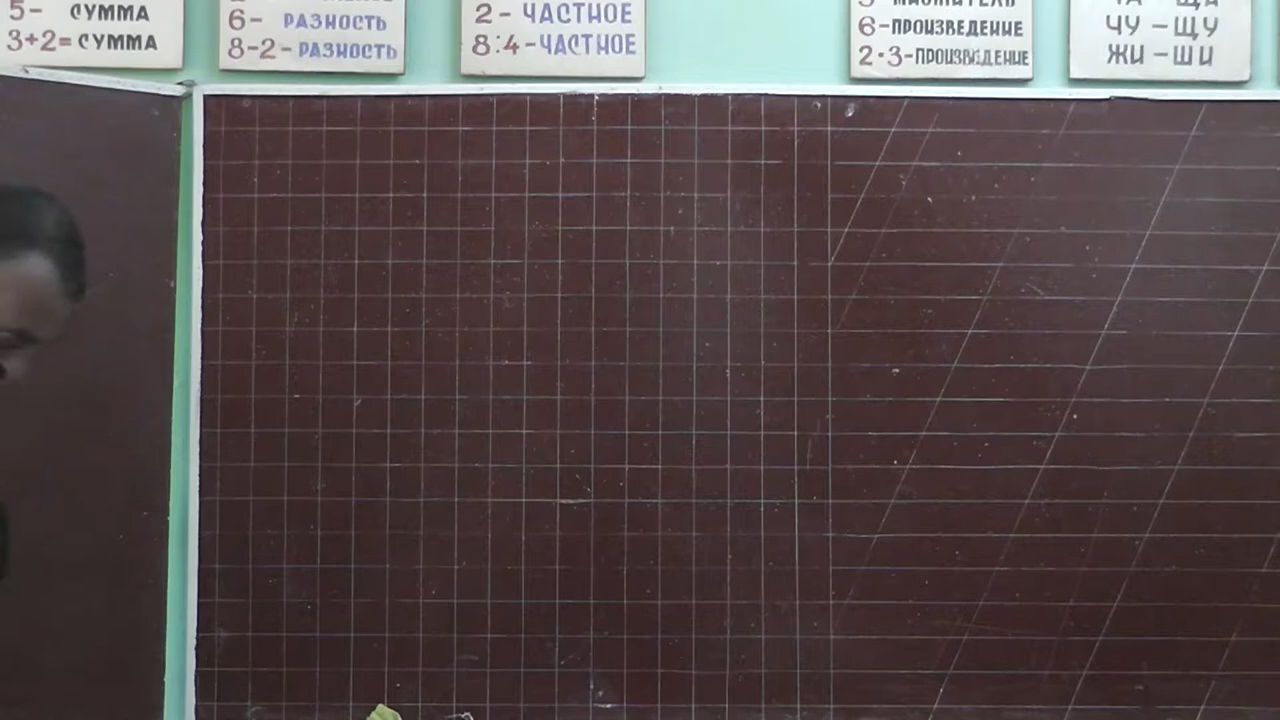 5- СУММА
3+2= СУММА
6- РАЗНОСТЬ
8-2- РАЗНОСТЬ
2- ЧАСТНОЕ
8:4-ЧАСТНОЕ
6-ПРОИЗВЕДЕНИЕ
2·3-ПРОИЗВЕДЕНИЕ
ЧУ - ЩУ
ЖИ - ШИ